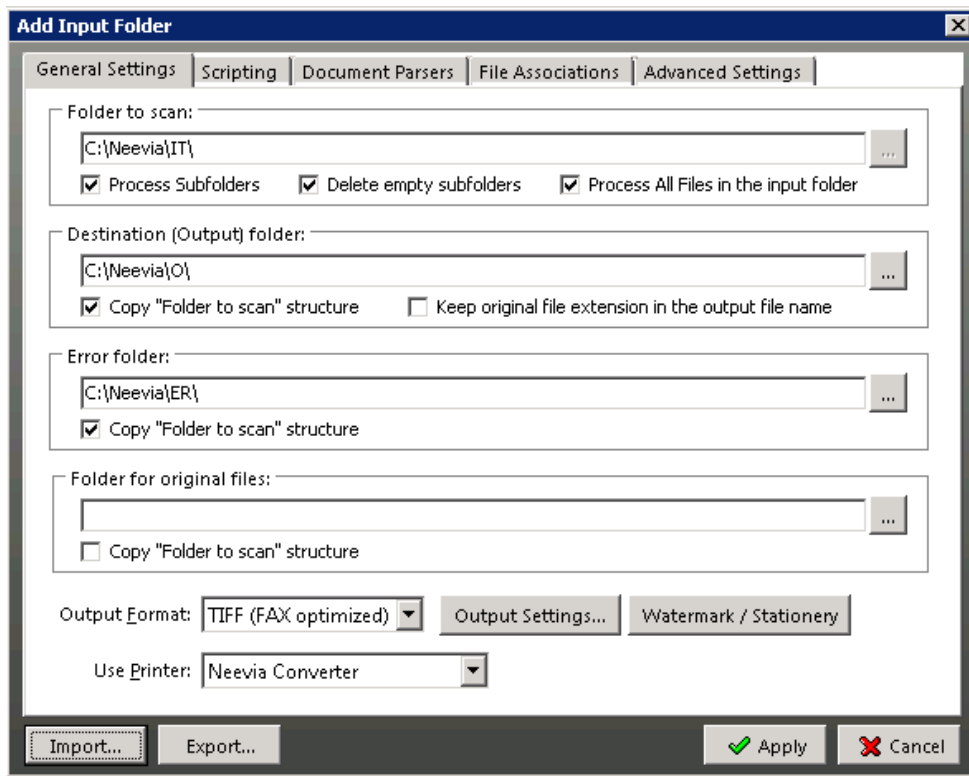 Add Input Folder
General Settings Scripting Document Parsers File Associations Advanced Settings
Folder to scan:
C:\Neevia\IT\ ...
Process Subfolders Delete empty subfolders Process All Files in the input folder
Destination (Output) folder:
C:\Neevia\O\ ...
Copy "Folder to scan" structure Keep original file extension in the output file name
Error folder:
C:\Neevia\ER\ ...
Copy "Folder to scan" structure
Folder for original files:
...
Copy "Folder to scan" structure
Output Format: TIFF (FAX optimized) Output Settings... Watermark / Stationery
Use Printer: Neevia Converter
Import... Export... Apply Cancel